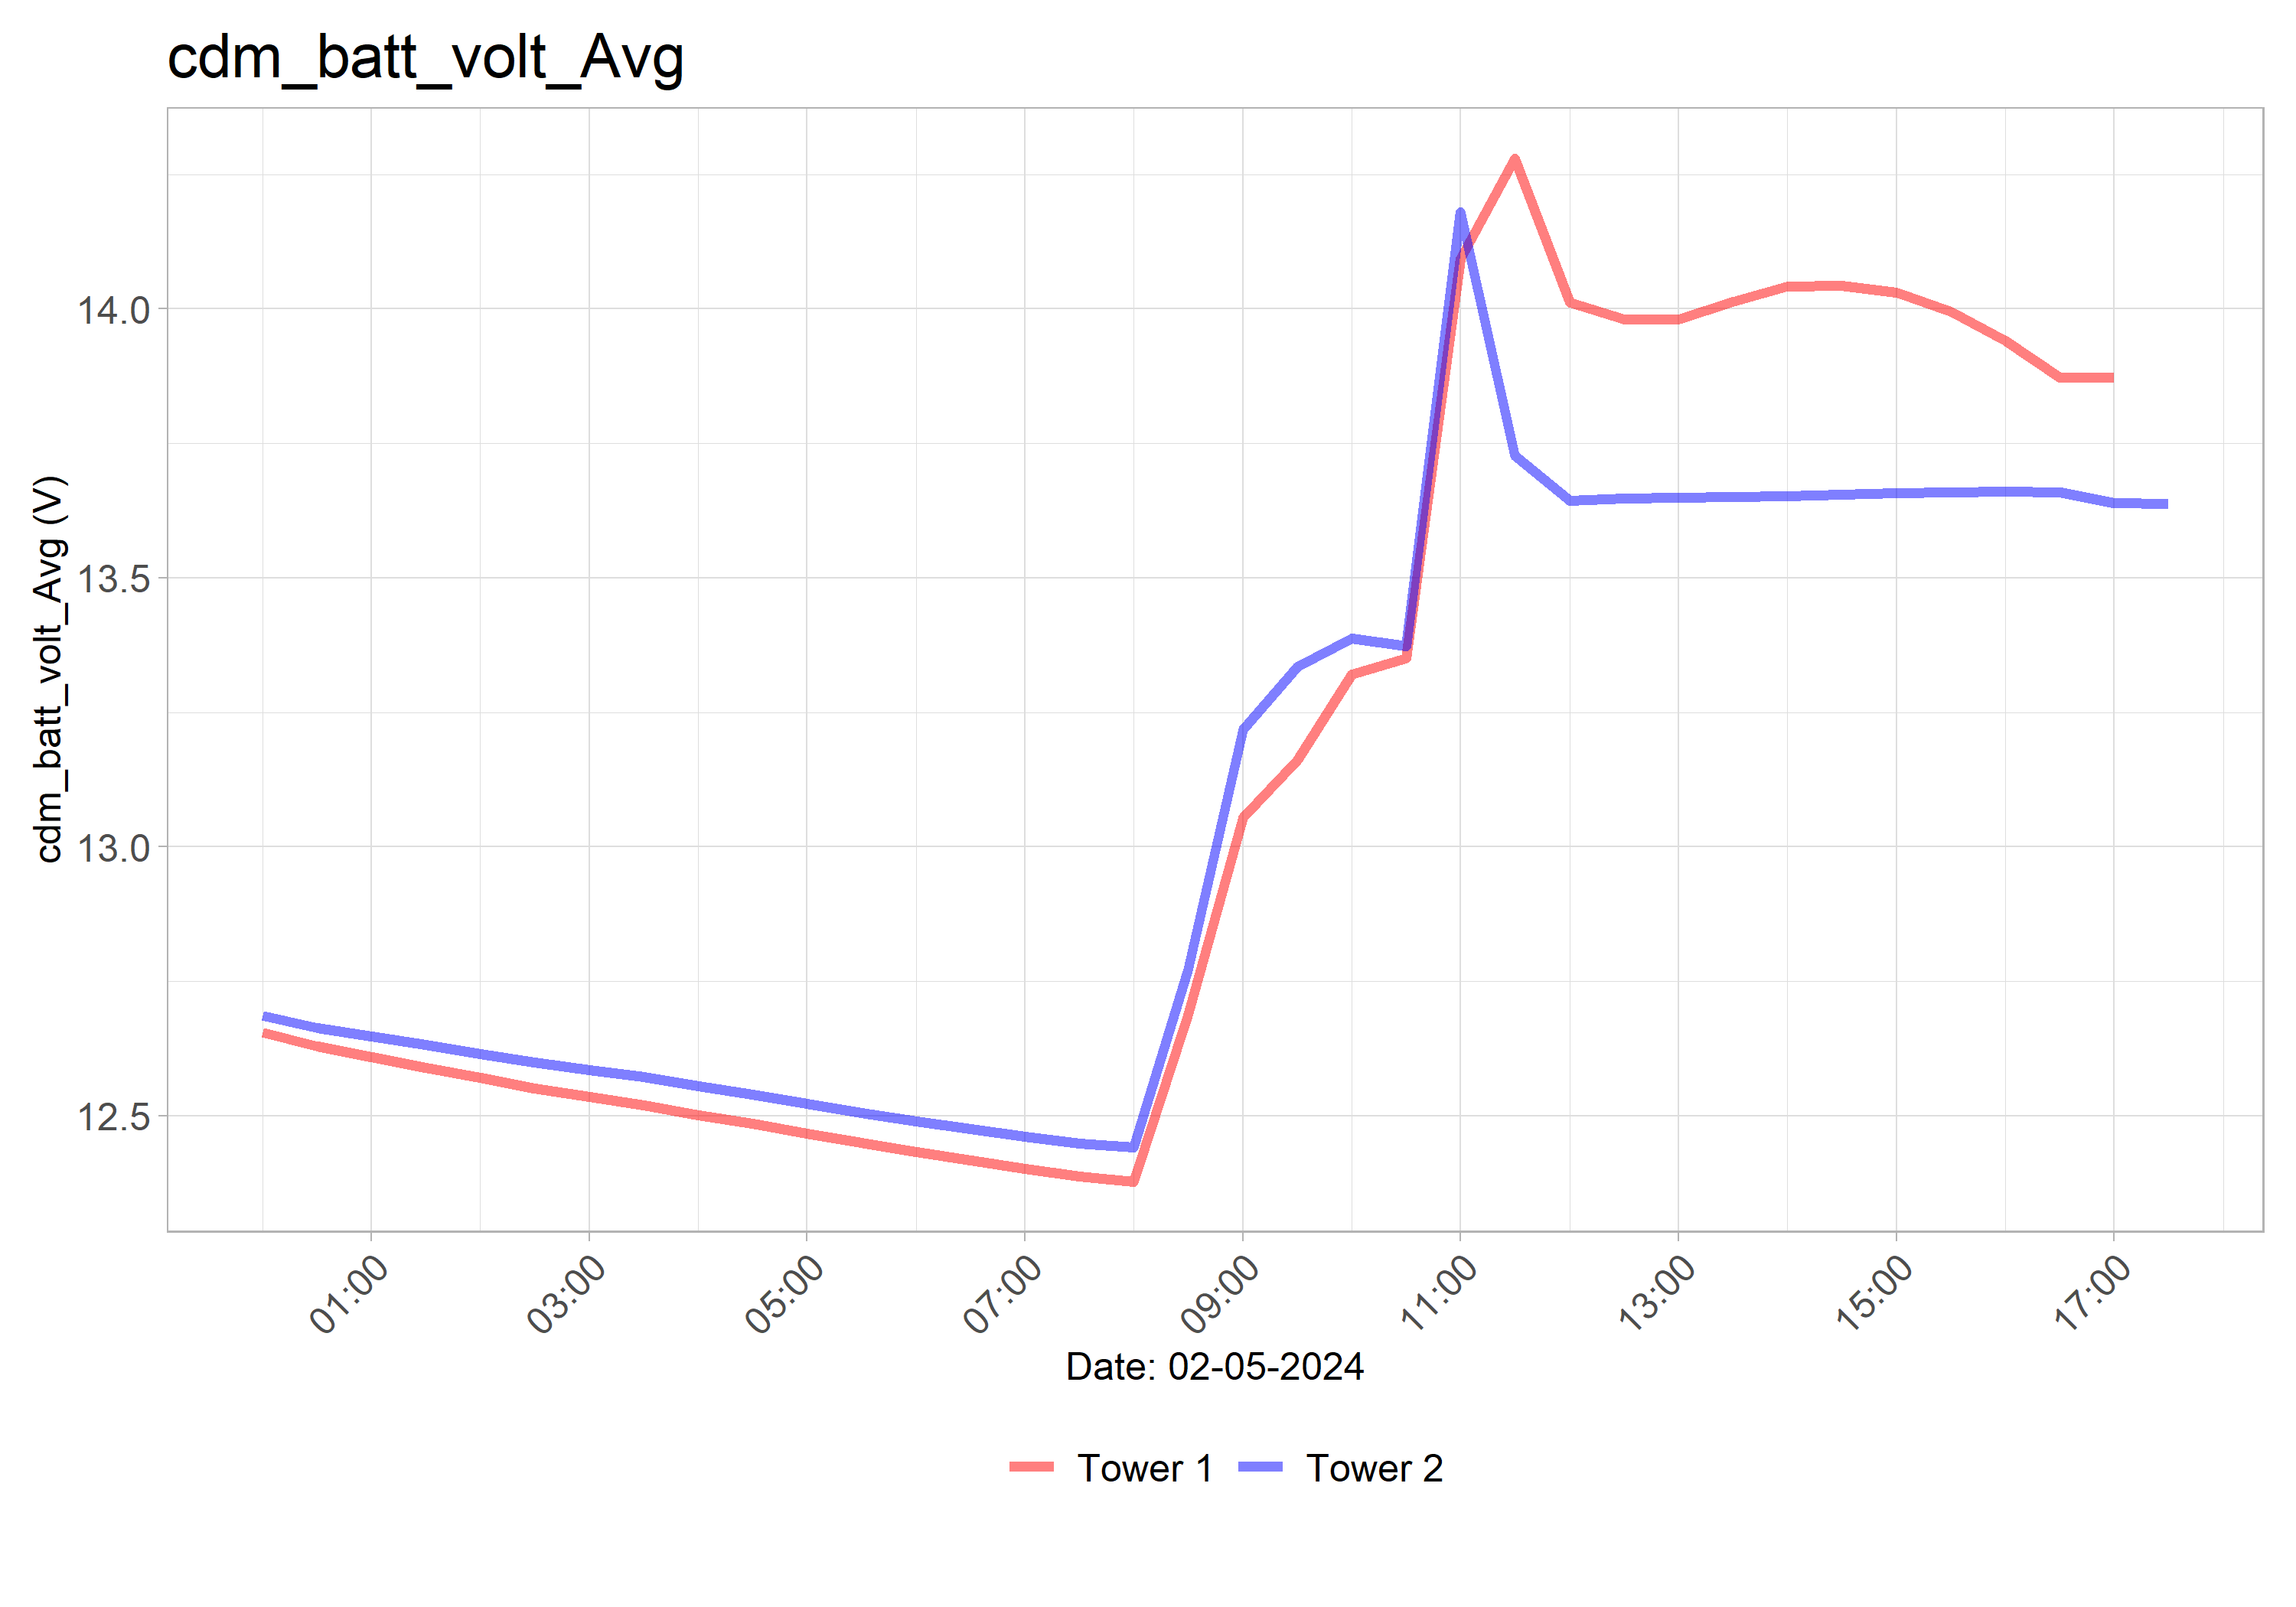 cdm_batt_volt_Avg
cdm_batt_volt_Avg (V)
14.0
13.5
13.0
12.5
01:00
03:00
05:00
07:00
09:00
11:00
13:00
15:00
17:00
Date: 02-05-2024
Tower 1
Tower 2